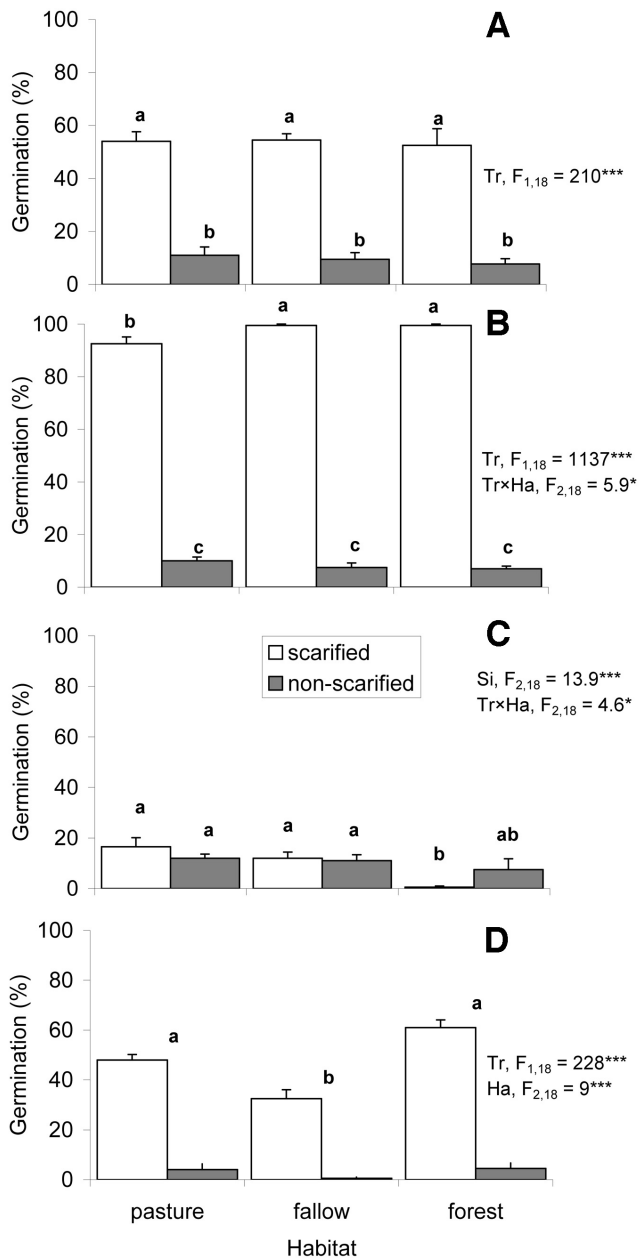 A
Germination (%)
100
80
60
40
20
0
a
b
a
b
a
b
Tr, F1,18 = 210***
B
Germination (%)
100
80
60
40
20
0
b
c
a
c
a
c
Tr, F1,18 = 1137***
Tr×Ha, F2,18 = 5.9*
C
Germination (%)
100
80
60
40
20
0
scarified
non-scarified
Si, F2,18 = 13.9***
Tr×Ha, F2,18 = 4.6*
a
a
a
a
b
ab
D
Germination (%)
100
80
60
40
20
0
a
b
a
Tr, F1,18 = 228***
Ha, F2,18 = 9***
pasture fallow forest
Habitat